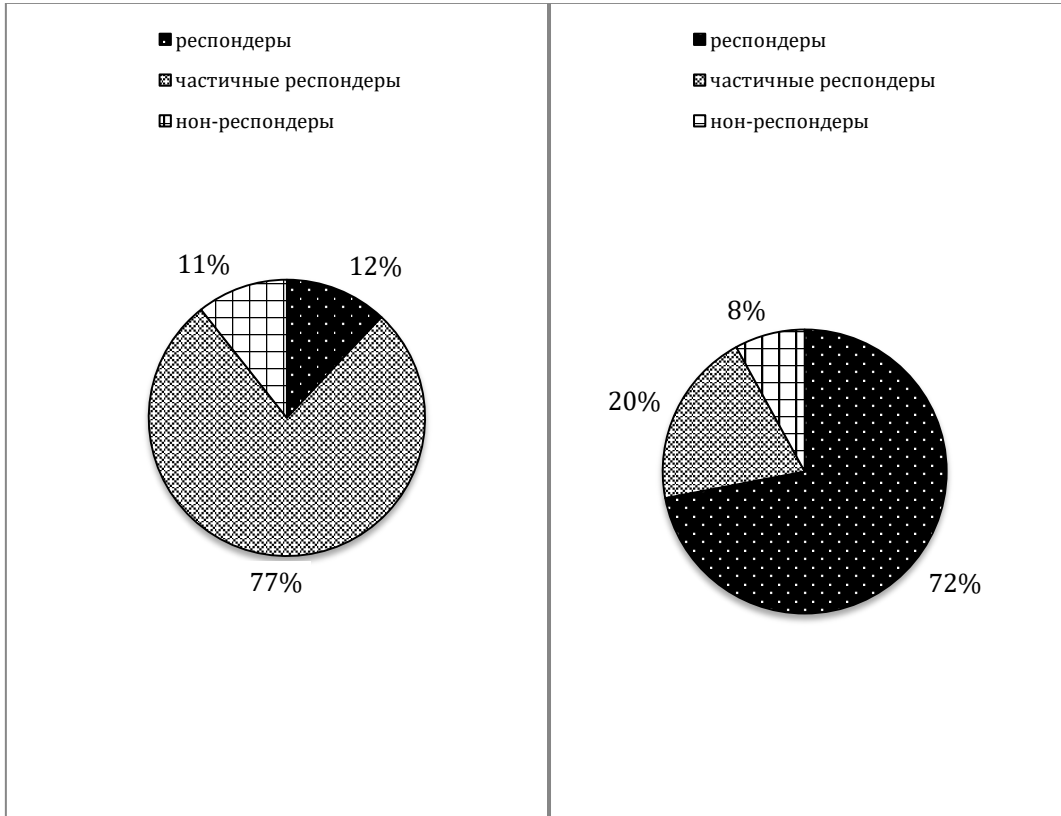 респондеры
частичные респондеры
нон-респондеры
11%
12%
77%
респондеры
частичные респондеры
нон-респондеры
8%
20%
72%